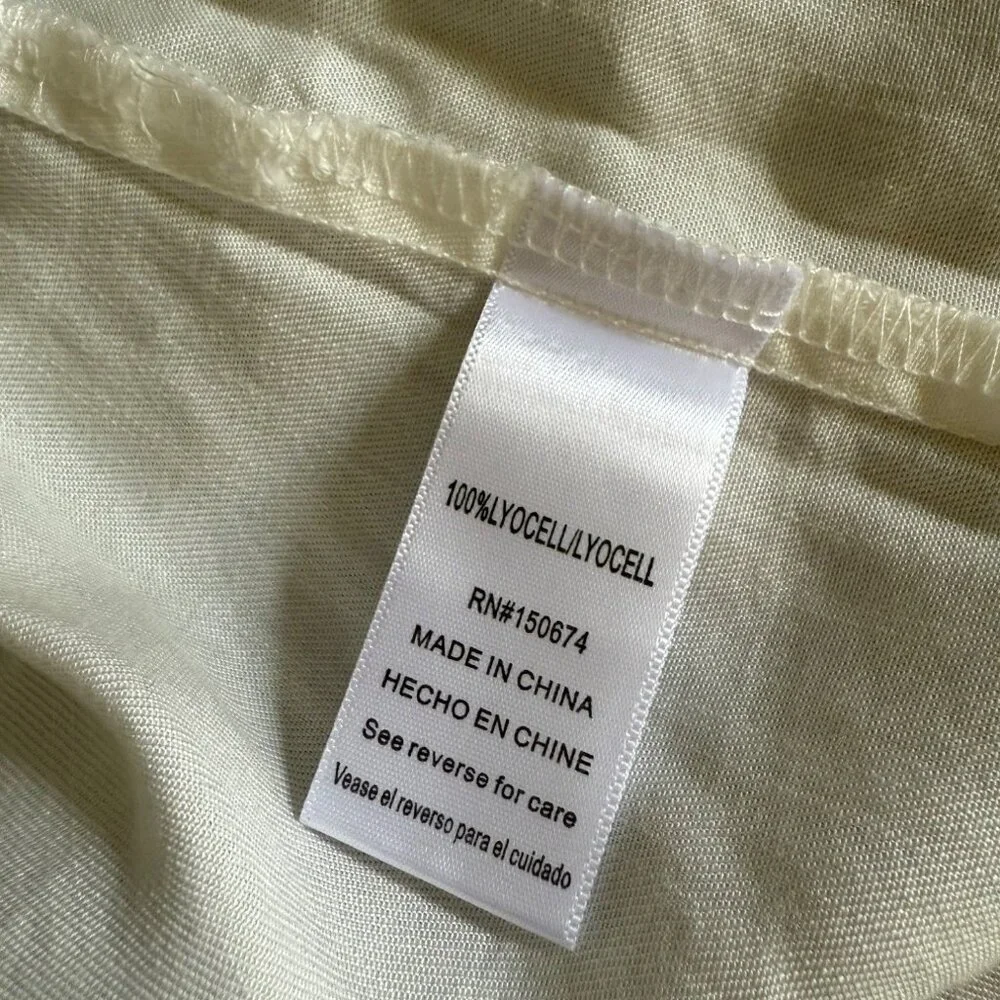 100%LYOCELL/LYOCELL
RN#150674
MADE IN CHINA
HECHO EN CHINE
See reverse for care
Vease el reverso para el cuidado